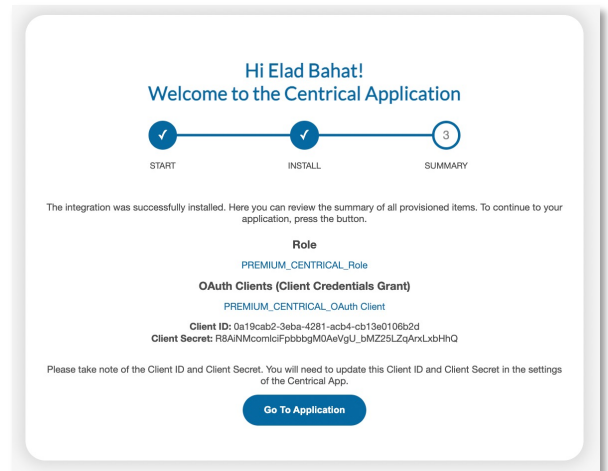 Hi Elad Bahat!
Welcome to the Centrical Application
3
START INSTALL SUMMARY
The integration was successfully installed. Here you can review the summary of all provisioned items. To continue to your
application, press the button.
Role
PREMIUM_CENTRICAL_Role
OAuth Clients (Client Credentials Grant)
PREMIUM_CENTRICAL_OAuth Client
Client ID: 0a19cab2-3eba-4281-acb4-cb13e0106b2d
Client Secret: R8AiNMcomlciFpbbbgM0AeVgU_bMZ25LZqArxLxbHhQ
Please take note of the Client ID and Client Secret. You will need to update this Client ID and Client Secret in the settings
of the Centrical App.
Go To Application